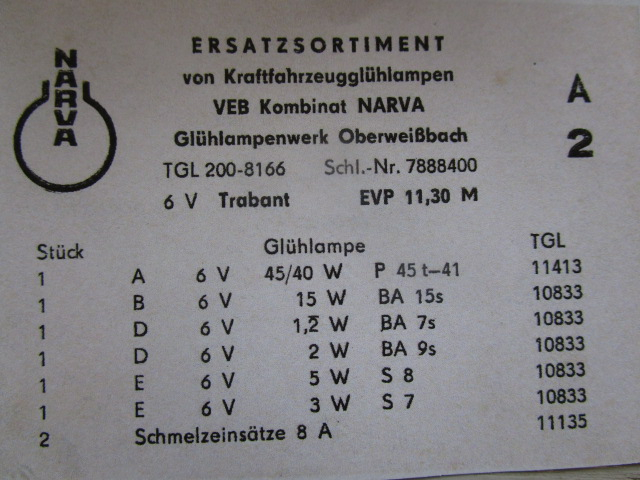 NARVA
ERSATZSORTIMENT
von Kraftfahrzeugglühlampen
VEB Kombinat NARVA
Glühlampenwerk Oberweißbach
A
2
TGL 200-8166 Schl.-Nr. 7888400
6 V Trabant EVP 11,30 M
Stück Glühlampe TGL
1 A 6 V 45/40 W P 45 t–41 11413
1 B 6 V 15 W BA 15s 10833
1 D 6 V 1,2 W BA 7s 10833
1 D 6 V 2 W BA 9s 10833
1 E 6 V 5 W S 8 10833
1 E 6 V 3 W S 7 10833
2 Schmelzeinsätze 8 A 11135